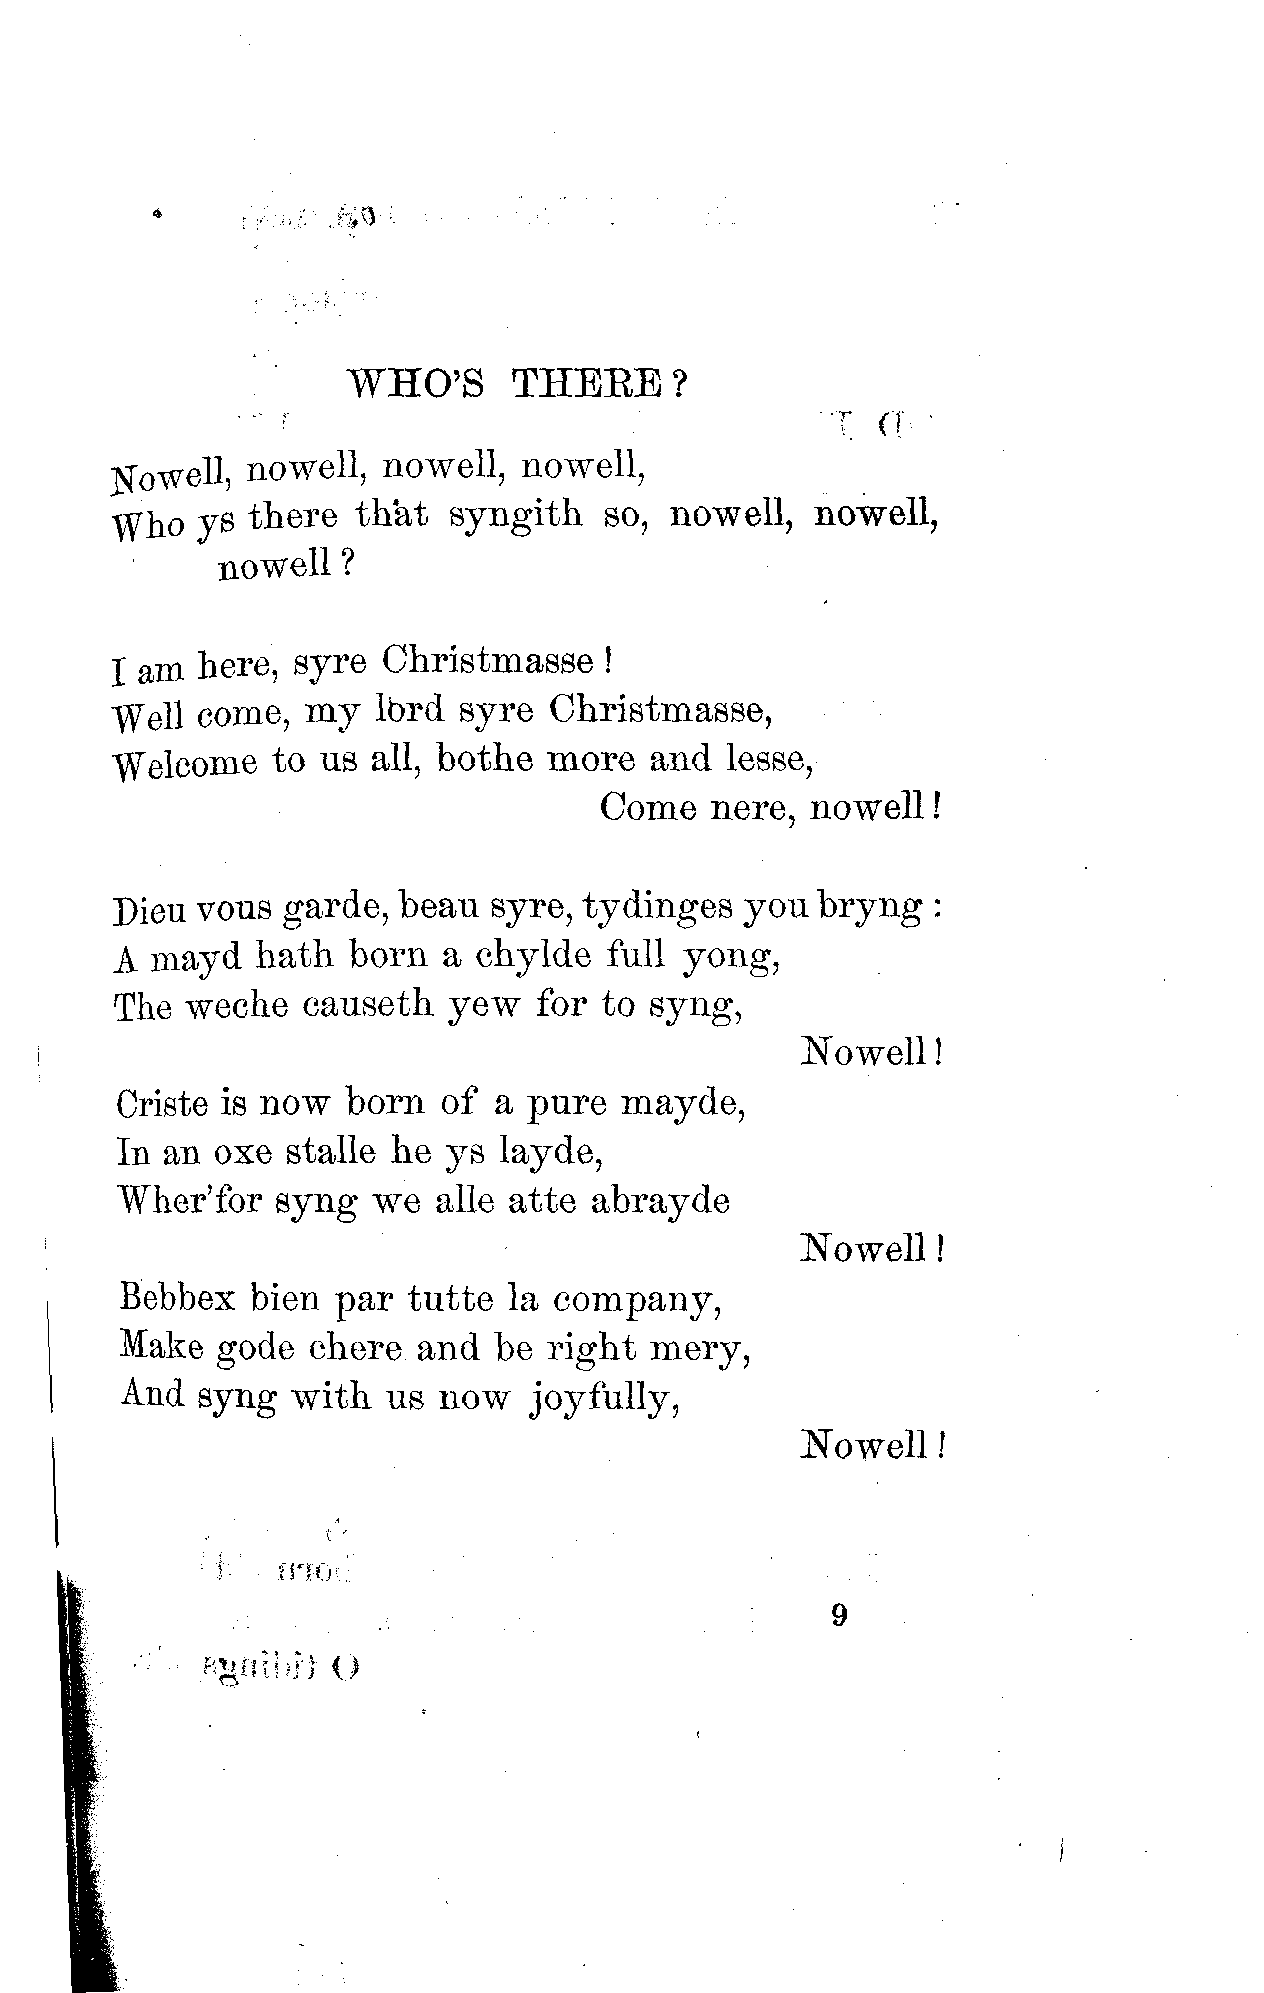 WHO'S THERE?
Nowell, nowell, nowell, nowell,
Who ys there that syngith so, nowell, nowell,
nowell?
I am here, syre Christmasse!
Well come, my lord syre Christmasse,
Welcome to us all, bothe more and lesse,
Come nere, nowell!
Dieu vous garde, beau syre, tydinges you bryng:
A mayd hath born a chylde full yong,
The weche causeth yew for to syng,
Nowell!
Criste is now born of a pure mayde,
In an oxe stalle he ys layde,
Wher'for syng we alle atte abrayde
Nowell!
Bebbex bien par tutte la company,
Make gode chere and be right mery,
And syng with us now joyfully,
Nowell!
9